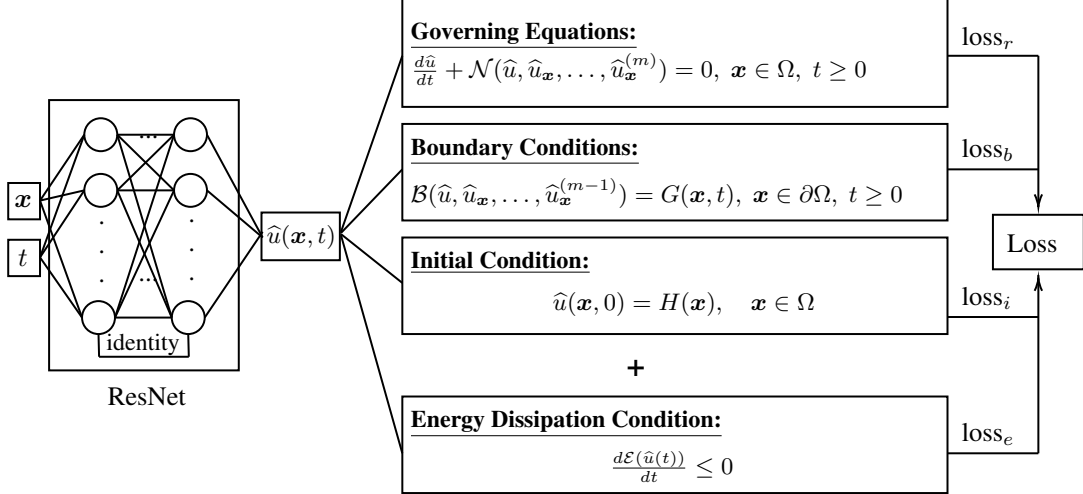 Governing Equations:
dû/dt + 𝒩(û, û_𝒙, …, û_𝒙^(m)) = 0, 𝒙 ∈ Ω, t ≥ 0
loss_r
Boundary Conditions:
ℬ(û, û_𝒙, …, û_𝒙^(m−1)) = G(𝒙, t), 𝒙 ∈ ∂Ω, t ≥ 0
loss_b
...
𝒙
t
...
identity
ResNet
û(𝒙, t)
Initial Condition:
û(𝒙, 0) = H(𝒙), 𝒙 ∈ Ω
loss_i
Loss
+
Energy Dissipation Condition:
dℰ(û(t))/dt ≤ 0
loss_e